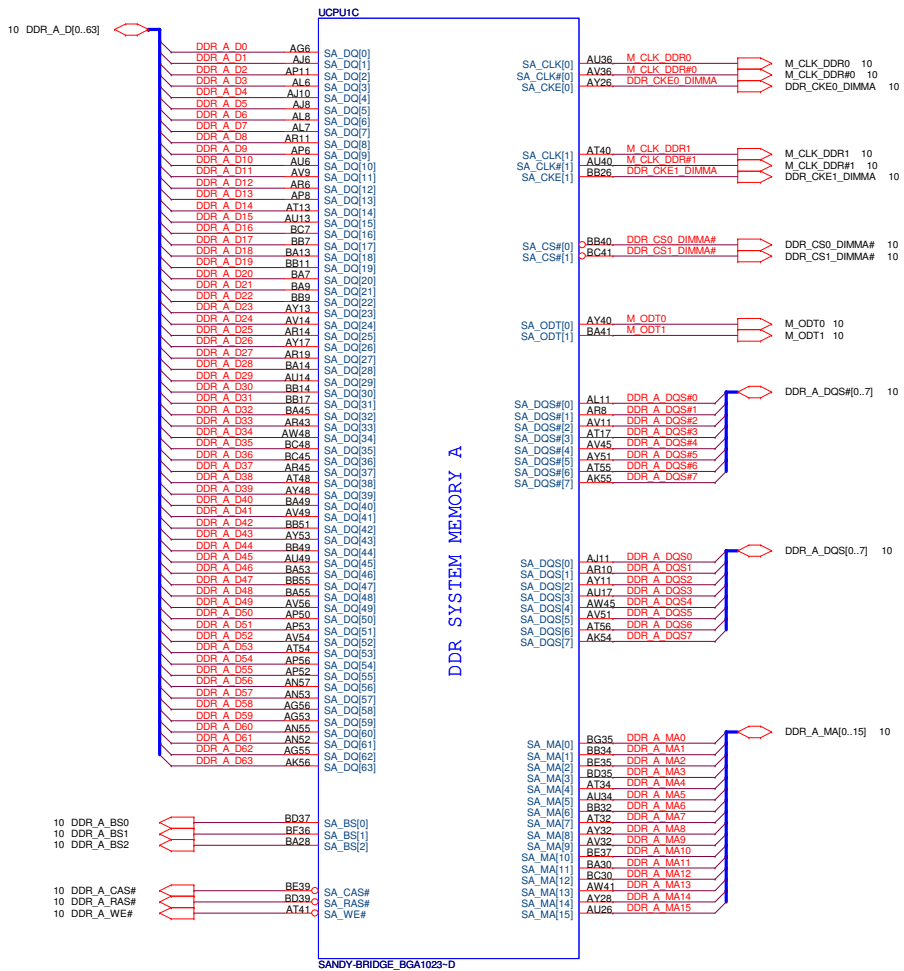 UCPU1C
10 DDR_A_D[0..63]
DDR_A_D0 AG6 SA_DQ[0]
DDR_A_D1 AJ6 SA_DQ[1]
DDR_A_D2 AP11 SA_DQ[2]
DDR_A_D3 AL6 SA_DQ[3]
DDR_A_D4 AJ10 SA_DQ[4]
DDR_A_D5 AJ8 SA_DQ[5]
DDR_A_D6 AL8 SA_DQ[6]
DDR_A_D7 AL7 SA_DQ[7]
DDR_A_D8 AR11 SA_DQ[8]
DDR_A_D9 AP6 SA_DQ[9]
DDR_A_D10 AU6 SA_DQ[10]
DDR_A_D11 AV9 SA_DQ[11]
DDR_A_D12 AR6 SA_DQ[12]
DDR_A_D13 AP8 SA_DQ[13]
DDR_A_D14 AT13 SA_DQ[14]
DDR_A_D15 AU13 SA_DQ[15]
DDR_A_D16 BC7 SA_DQ[16]
DDR_A_D17 BB7 SA_DQ[17]
DDR_A_D18 BA13 SA_DQ[18]
DDR_A_D19 BB11 SA_DQ[19]
DDR_A_D20 BA7 SA_DQ[20]
DDR_A_D21 BA9 SA_DQ[21]
DDR_A_D22 BB9 SA_DQ[22]
DDR_A_D23 AY13 SA_DQ[23]
DDR_A_D24 AV14 SA_DQ[24]
DDR_A_D25 AR14 SA_DQ[25]
DDR_A_D26 AY17 SA_DQ[26]
DDR_A_D27 AR19 SA_DQ[27]
DDR_A_D28 BA14 SA_DQ[28]
DDR_A_D29 AU14 SA_DQ[29]
DDR_A_D30 BB14 SA_DQ[30]
DDR_A_D31 BB17 SA_DQ[31]
DDR_A_D32 BA45 SA_DQ[32]
DDR_A_D33 AR43 SA_DQ[33]
DDR_A_D34 AW48 SA_DQ[34]
DDR_A_D35 BC48 SA_DQ[35]
DDR_A_D36 BC45 SA_DQ[36]
DDR_A_D37 AR45 SA_DQ[37]
DDR_A_D38 AT48 SA_DQ[38]
DDR_A_D39 AY48 SA_DQ[39]
DDR_A_D40 BA49 SA_DQ[40]
DDR_A_D41 AV49 SA_DQ[41]
DDR_A_D42 BB51 SA_DQ[42]
DDR_A_D43 AY53 SA_DQ[43]
DDR_A_D44 BB49 SA_DQ[44]
DDR_A_D45 AU49 SA_DQ[45]
DDR_A_D46 BA53 SA_DQ[46]
DDR_A_D47 BB55 SA_DQ[47]
DDR_A_D48 BA55 SA_DQ[48]
DDR_A_D49 AV56 SA_DQ[49]
DDR_A_D50 AP50 SA_DQ[50]
DDR_A_D51 AP53 SA_DQ[51]
DDR_A_D52 AV54 SA_DQ[52]
DDR_A_D53 AT54 SA_DQ[53]
DDR_A_D54 AP56 SA_DQ[54]
DDR_A_D55 AP52 SA_DQ[55]
DDR_A_D56 AN57 SA_DQ[56]
DDR_A_D57 AN53 SA_DQ[57]
DDR_A_D58 AG56 SA_DQ[58]
DDR_A_D59 AG53 SA_DQ[59]
DDR_A_D60 AN55 SA_DQ[60]
DDR_A_D61 AN52 SA_DQ[61]
DDR_A_D62 AG55 SA_DQ[62]
DDR_A_D63 AK56 SA_DQ[63]
10 DDR_A_BS0 BD37 SA_BS[0]
10 DDR_A_BS1 BF36 SA_BS[1]
10 DDR_A_BS2 BA28 SA_BS[2]
10 DDR_A_CAS# BE39 SA_CAS#
10 DDR_A_RAS# BD39 SA_RAS#
10 DDR_A_WE# AT41 SA_WE#
DDR SYSTEM MEMORY A
SA_CLK[0] AU36 M_CLK_DDR0 M_CLK_DDR0 10
SA_CLK#[0] AV36 M_CLK_DDR#0 M_CLK_DDR#0 10
SA_CKE[0] AY26 DDR_CKE0_DIMMA DDR_CKE0_DIMMA 10
SA_CLK[1] AT40 M_CLK_DDR1 M_CLK_DDR1 10
SA_CLK#[1] AU40 M_CLK_DDR#1 M_CLK_DDR#1 10
SA_CKE[1] BB26 DDR_CKE1_DIMMA DDR_CKE1_DIMMA 10
SA_CS#[0] BB40 DDR_CS0_DIMMA# DDR_CS0_DIMMA# 10
SA_CS#[1] BC41 DDR_CS1_DIMMA# DDR_CS1_DIMMA# 10
SA_ODT[0] AY40 M_ODT0 M_ODT0 10
SA_ODT[1] BA41 M_ODT1 M_ODT1 10
DDR_A_DQS#[0..7] 10
SA_DQS#[0] AL11 DDR_A_DQS#0
SA_DQS#[1] AR8 DDR_A_DQS#1
SA_DQS#[2] AV11 DDR_A_DQS#2
SA_DQS#[3] AT17 DDR_A_DQS#3
SA_DQS#[4] AV45 DDR_A_DQS#4
SA_DQS#[5] AY51 DDR_A_DQS#5
SA_DQS#[6] AT55 DDR_A_DQS#6
SA_DQS#[7] AK55 DDR_A_DQS#7
DDR_A_DQS[0..7] 10
SA_DQS[0] AJ11 DDR_A_DQS0
SA_DQS[1] AR10 DDR_A_DQS1
SA_DQS[2] AY11 DDR_A_DQS2
SA_DQS[3] AU17 DDR_A_DQS3
SA_DQS[4] AW45 DDR_A_DQS4
SA_DQS[5] AV51 DDR_A_DQS5
SA_DQS[6] AT56 DDR_A_DQS6
SA_DQS[7] AK54 DDR_A_DQS7
DDR_A_MA[0..15] 10
SA_MA[0] BG35 DDR_A_MA0
SA_MA[1] BB34 DDR_A_MA1
SA_MA[2] BE35 DDR_A_MA2
SA_MA[3] BD35 DDR_A_MA3
SA_MA[4] AT34 DDR_A_MA4
SA_MA[5] AU34 DDR_A_MA5
SA_MA[6] BB32 DDR_A_MA6
SA_MA[7] AT32 DDR_A_MA7
SA_MA[8] AY32 DDR_A_MA8
SA_MA[9] AV32 DDR_A_MA9
SA_MA[10] BE37 DDR_A_MA10
SA_MA[11] BA30 DDR_A_MA11
SA_MA[12] BC30 DDR_A_MA12
SA_MA[13] AW41 DDR_A_MA13
SA_MA[14] AY28 DDR_A_MA14
SA_MA[15] AU26 DDR_A_MA15
SANDY-BRIDGE_BGA1023~D